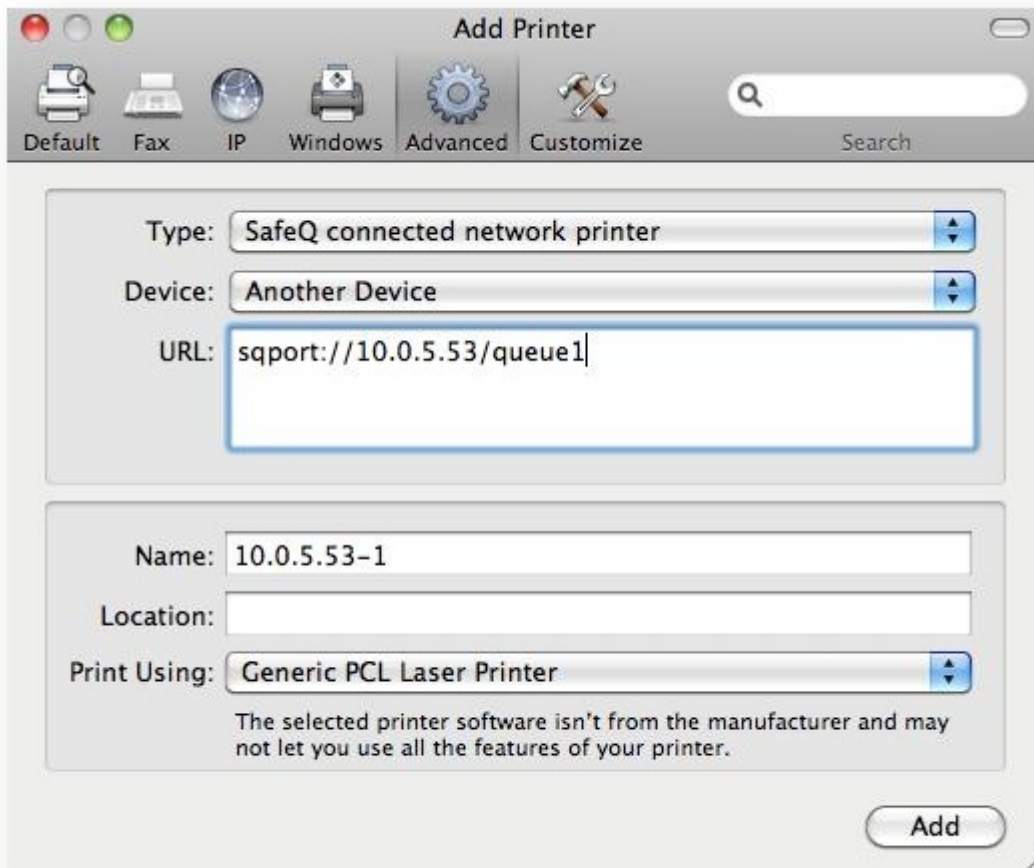 Add Printer
Default Fax IP Windows Advanced Customize Search
Type: SafeQ connected network printer
Device: Another Device
URL: sqport://10.0.5.53/queue1
Name: 10.0.5.53-1
Location:
Print Using: Generic PCL Laser Printer
The selected printer software isn't from the manufacturer and may
not let you use all the features of your printer.
Add